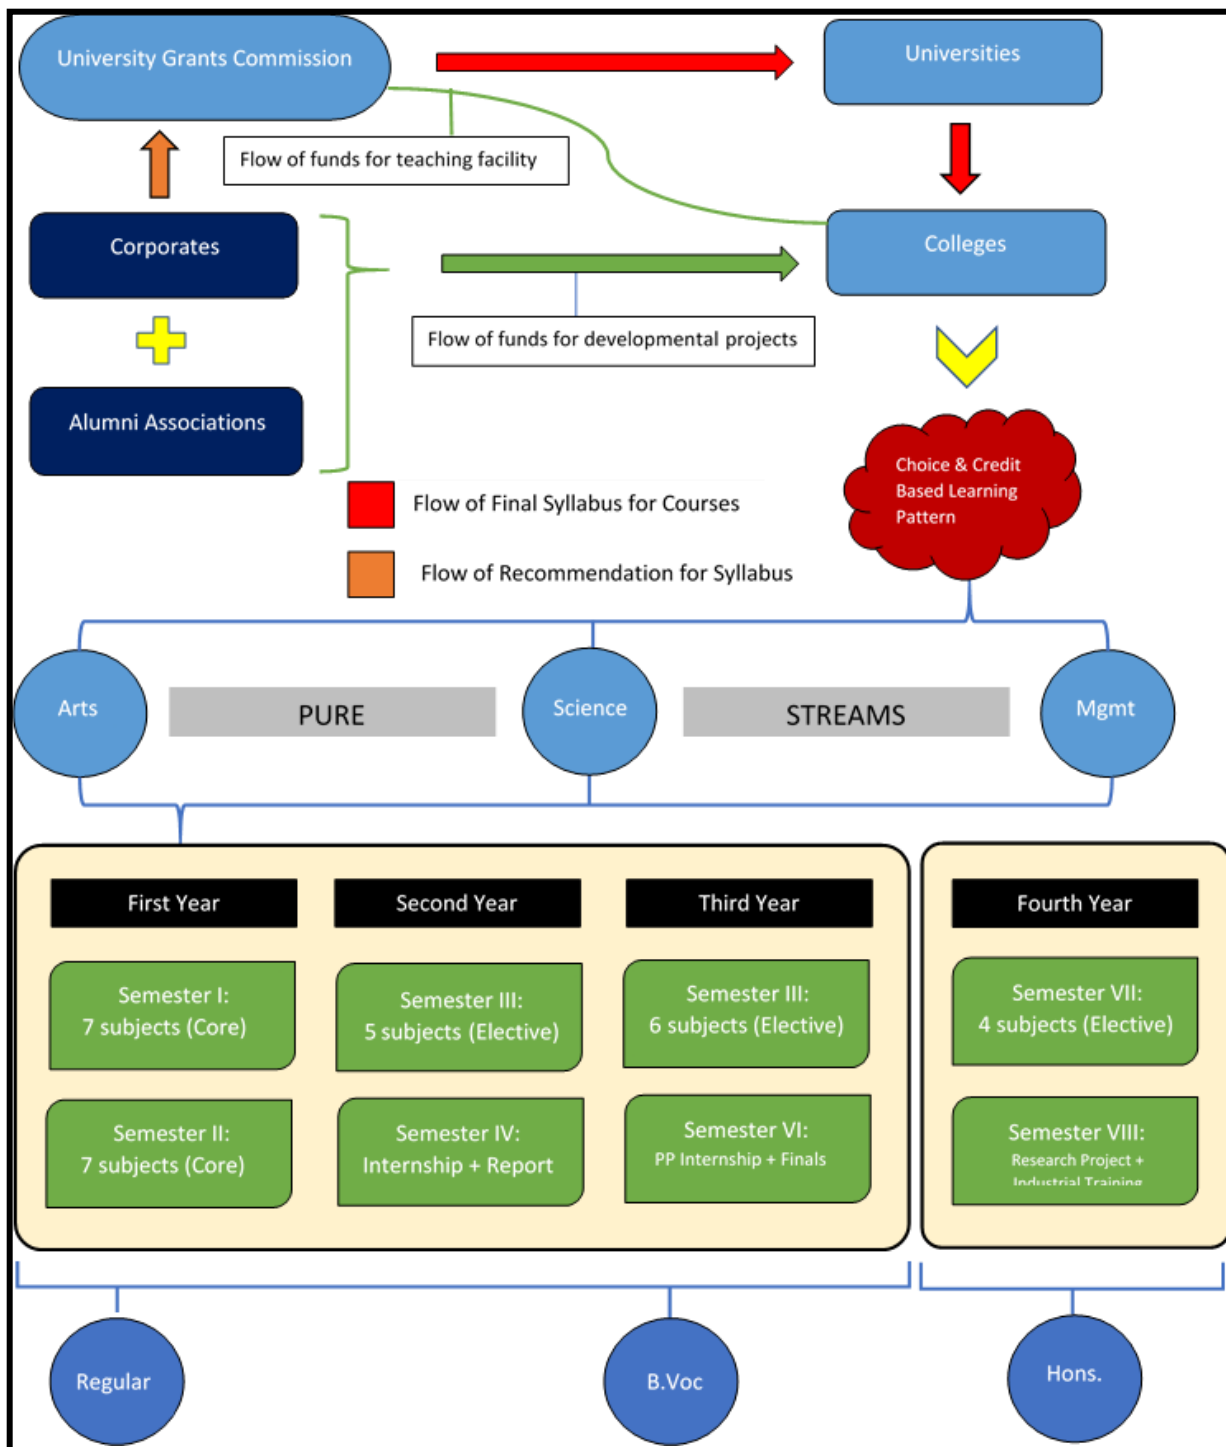 University Grants Commission
Universities
Flow of funds for teaching facility
Corporates
Colleges
Flow of funds for developmental projects
Alumni Associations
Choice & Credit
Based Learning
Pattern
Flow of Final Syllabus for Courses
Flow of Recommendation for Syllabus
Arts
PURE
Science
STREAMS
Mgmt
First Year
Second Year
Third Year
Fourth Year
Semester I:
7 subjects (Core)
Semester III:
5 subjects (Elective)
Semester III:
6 subjects (Elective)
Semester VII:
4 subjects (Elective)
Semester II:
7 subjects (Core)
Semester IV:
Internship + Report
Semester VI:
PP Internship + Finals
Semester VIII:
Research Project +
Industrial Training
Regular
B.Voc
Hons.